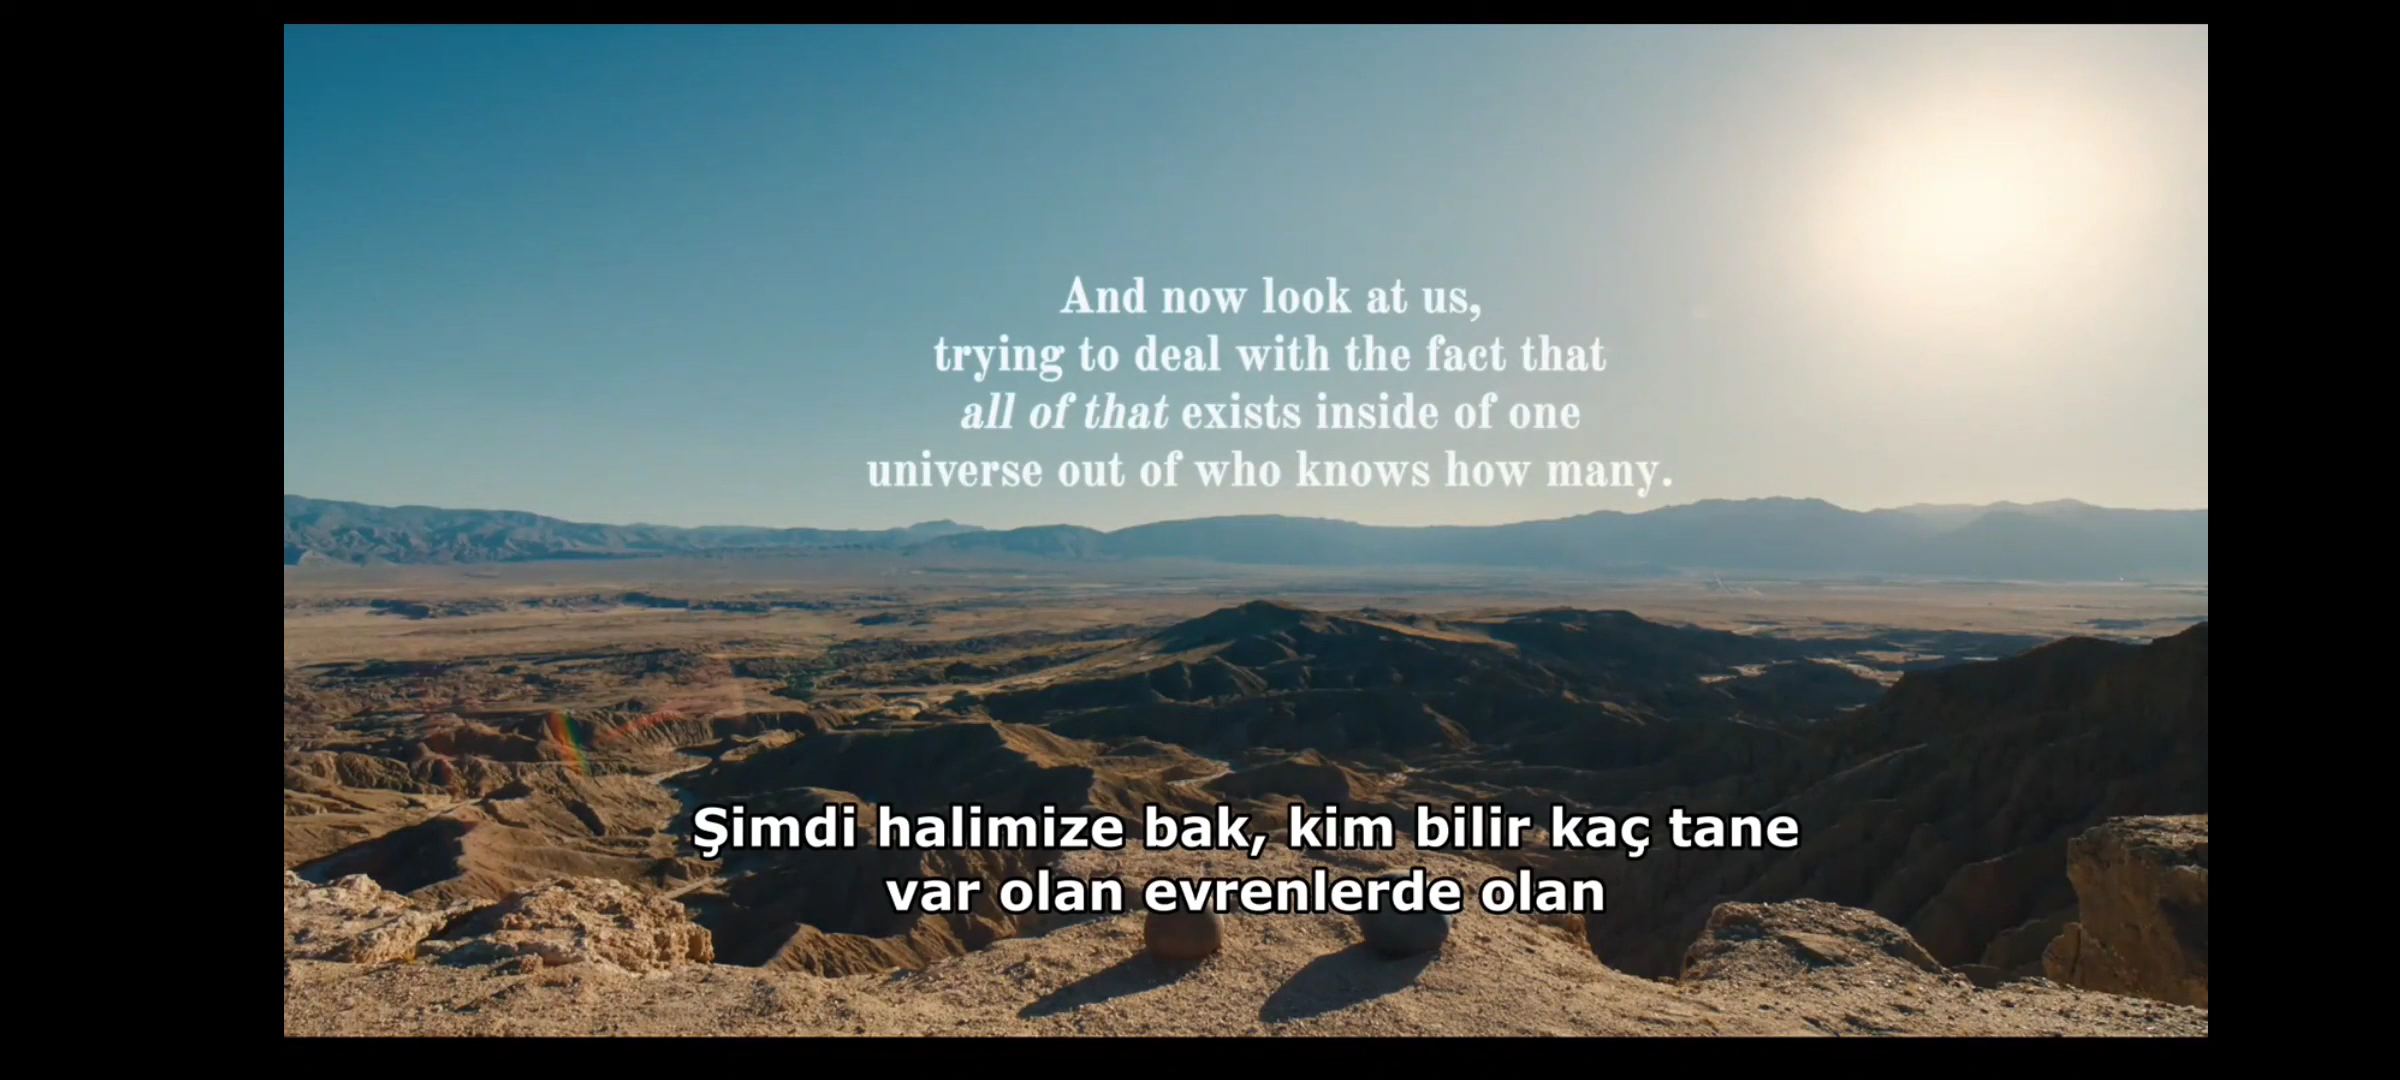 And now look at us,
trying to deal with the fact that
all of that exists inside of one
universe out of who knows how many.
Şimdi halimize bak, kim bilir kaç tane
var olan evrenlerde olan